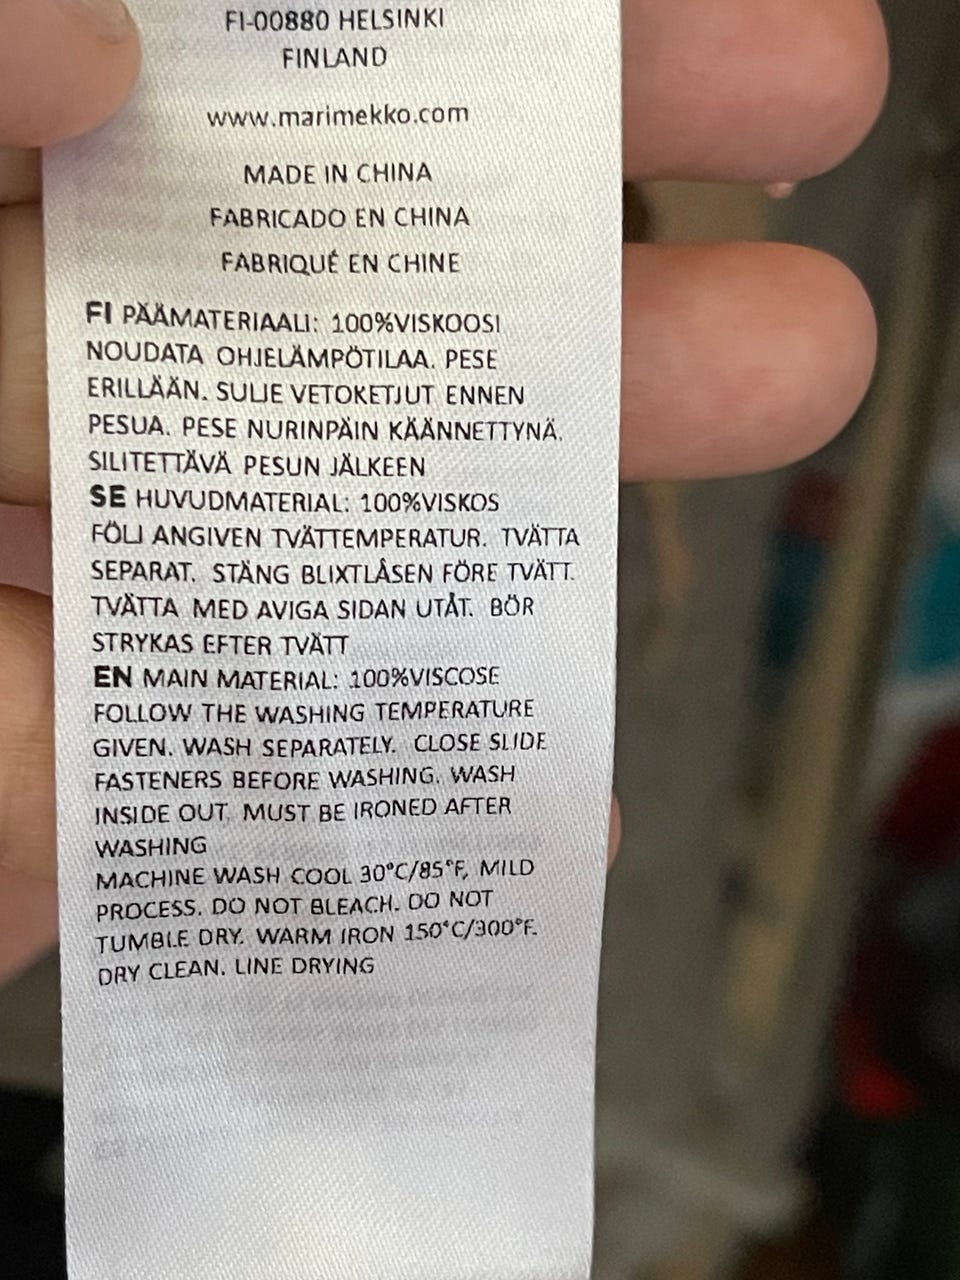 FI-00880 HELSINKI
FINLAND
www.marimekko.com
MADE IN CHINA
FABRICADO EN CHINA
FABRIQUÉ EN CHINE
FI PÄÄMATERIAALI: 100%VISKOOSI
NOUDATA OHJELÄMPÖTILAA. PESE
ERILLÄÄN. SULJE VETOKETJUT ENNEN
PESUA. PESE NURINPÄIN KÄÄNNETTYNÄ.
SILITETTÄVÄ PESUN JÄLKEEN
SE HUVUDMATERIAL: 100%VISKOS
FÖLJ ANGIVEN TVÄTTEMPERATUR. TVÄTTA
SEPARAT. STÄNG BLIXTLÅSEN FÖRE TVÄTT.
TVÄTTA MED AVIGA SIDAN UTÅT. BÖR
STRYKAS EFTER TVÄTT
EN MAIN MATERIAL: 100%VISCOSE
FOLLOW THE WASHING TEMPERATURE
GIVEN. WASH SEPARATELY. CLOSE SLIDE
FASTENERS BEFORE WASHING. WASH
INSIDE OUT. MUST BE IRONED AFTER
WASHING
MACHINE WASH COOL 30°C/85°F, MILD
PROCESS. DO NOT BLEACH. DO NOT
TUMBLE DRY. WARM IRON 150°C/300°F.
DRY CLEAN. LINE DRYING